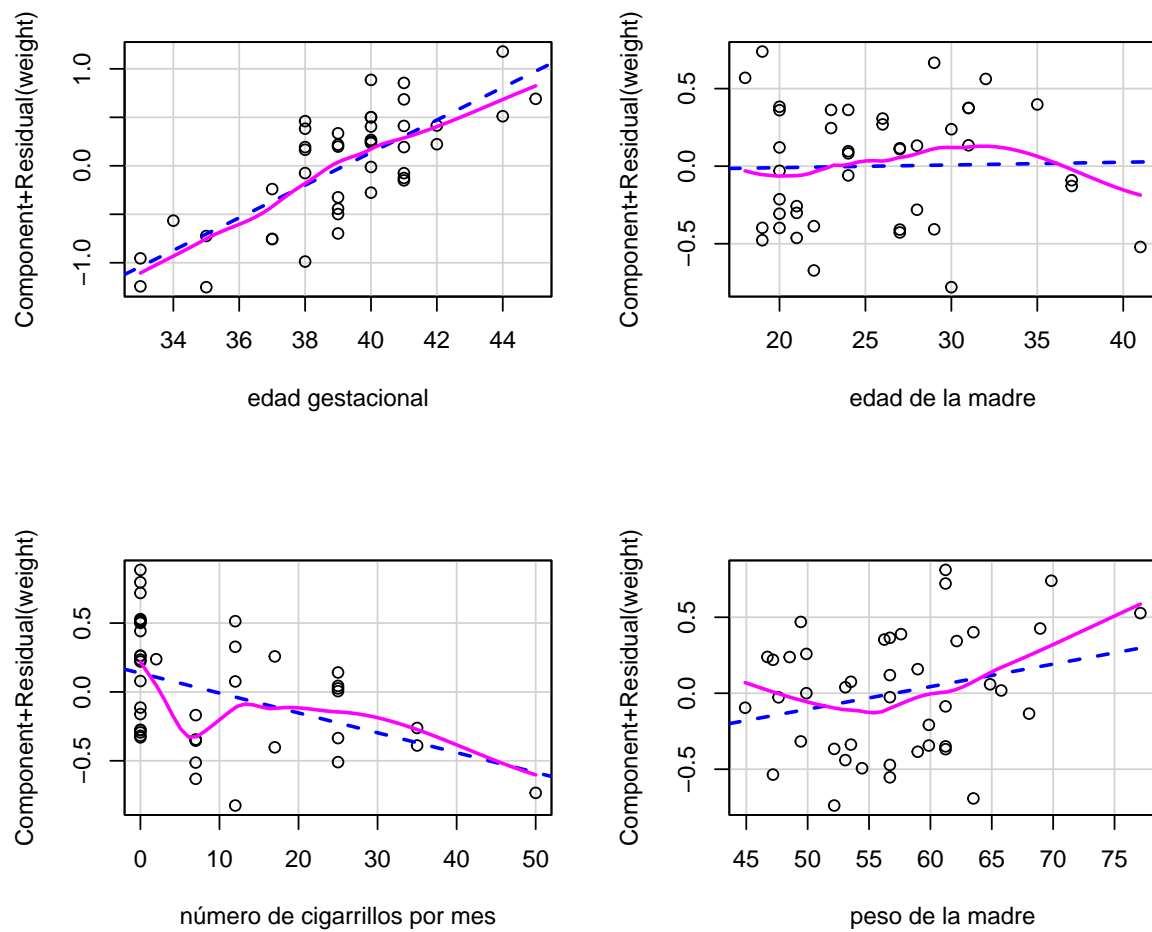 Component+Residual(weight)
1.0
0.0
−1.0
34 36 38 40 42 44
edad gestacional
Component+Residual(weight)
0.5
0.0
−0.5
20 25 30 35 40
edad de la madre
Component+Residual(weight)
0.5
0.0
−0.5
0 10 20 30 40 50
número de cigarrillos por mes
Component+Residual(weight)
0.5
0.0
−0.5
45 50 55 60 65 70 75
peso de la madre